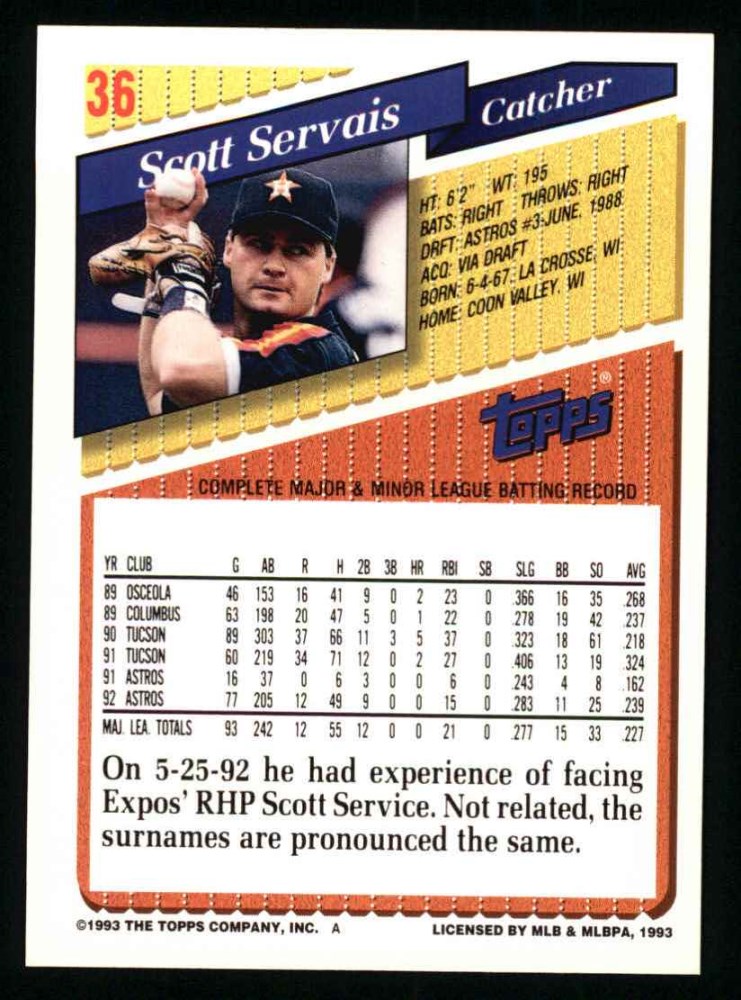 36
Scott Servais
Catcher
HT: 6'2" WT: 195
BATS: RIGHT THROWS: RIGHT
DRFT: ASTROS #3-JUNE, 1988
ACQ: VIA DRAFT
BORN: 6-4-67, LA CROSSE, WI
HOME: COON VALLEY, WI
Topps®
COMPLETE MAJOR & MINOR LEAGUE BATTING RECORD
YR CLUB G AB R H 2B 3B HR RBI SB SLG BB SO AVG
89 OSCEOLA 46 153 16 41 9 0 2 23 0 .366 16 35 .268
89 COLUMBUS 63 198 20 47 5 0 1 22 0 .278 19 42 .237
90 TUCSON 89 303 37 66 11 3 5 37 0 .323 18 61 .218
91 TUCSON 60 219 34 71 12 0 2 27 0 .406 13 19 .324
91 ASTROS 16 37 0 6 3 0 0 6 0 .243 4 8 .162
92 ASTROS 77 205 12 49 9 0 0 15 0 .283 11 25 .239
MAJ. LEA. TOTALS 93 242 12 55 12 0 0 21 0 .277 15 33 .227
On 5-25-92 he had experience of facing
Expos' RHP Scott Service. Not related, the
surnames are pronounced the same.
©1993 THE TOPPS COMPANY, INC. A
LICENSED BY MLB & MLBPA, 1993